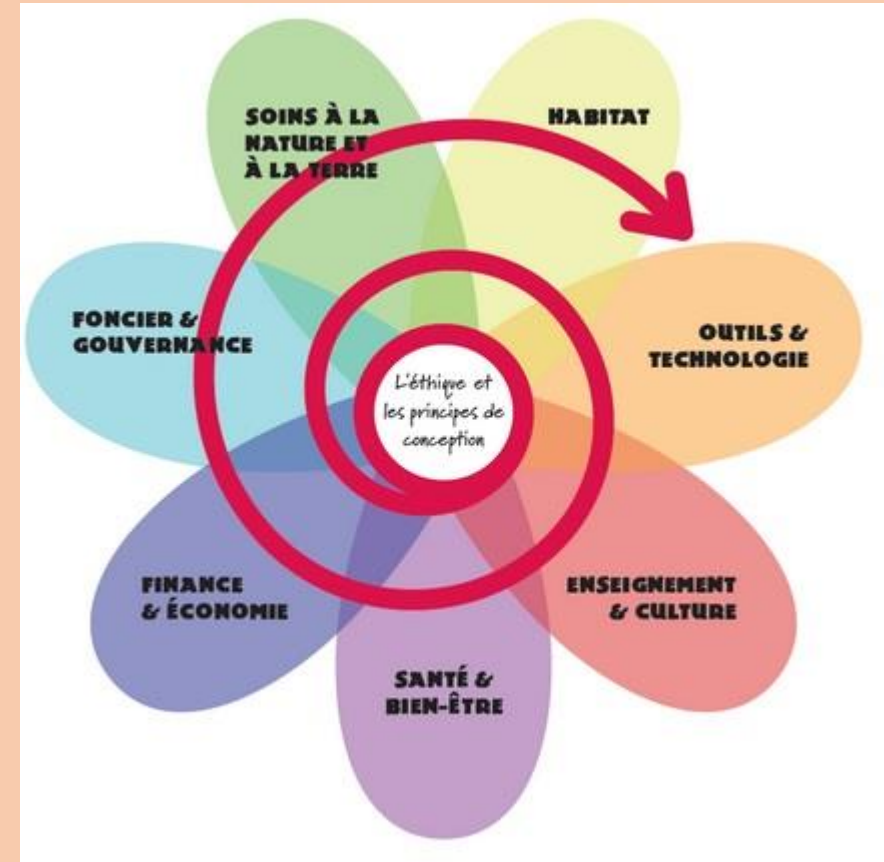 SOINS À LA
NATURE ET
À LA TERRE
HABITAT
FONCIER &
GOUVERNANCE
OUTILS &
TECHNOLOGIE
L'éthique et
les principes de
conception
FINANCE
& ÉCONOMIE
ENSEIGNEMENT
& CULTURE
SANTÉ &
BIEN-ÊTRE